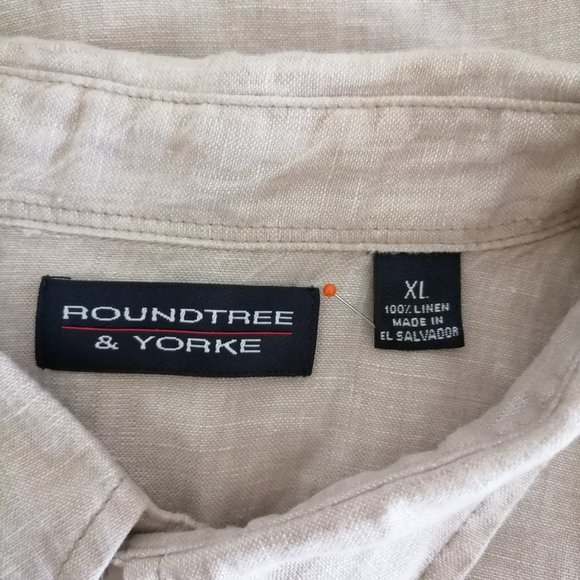 ROUNDTREE
& YORKE
XL
100% LINEN
MADE IN
EL SALVADOR